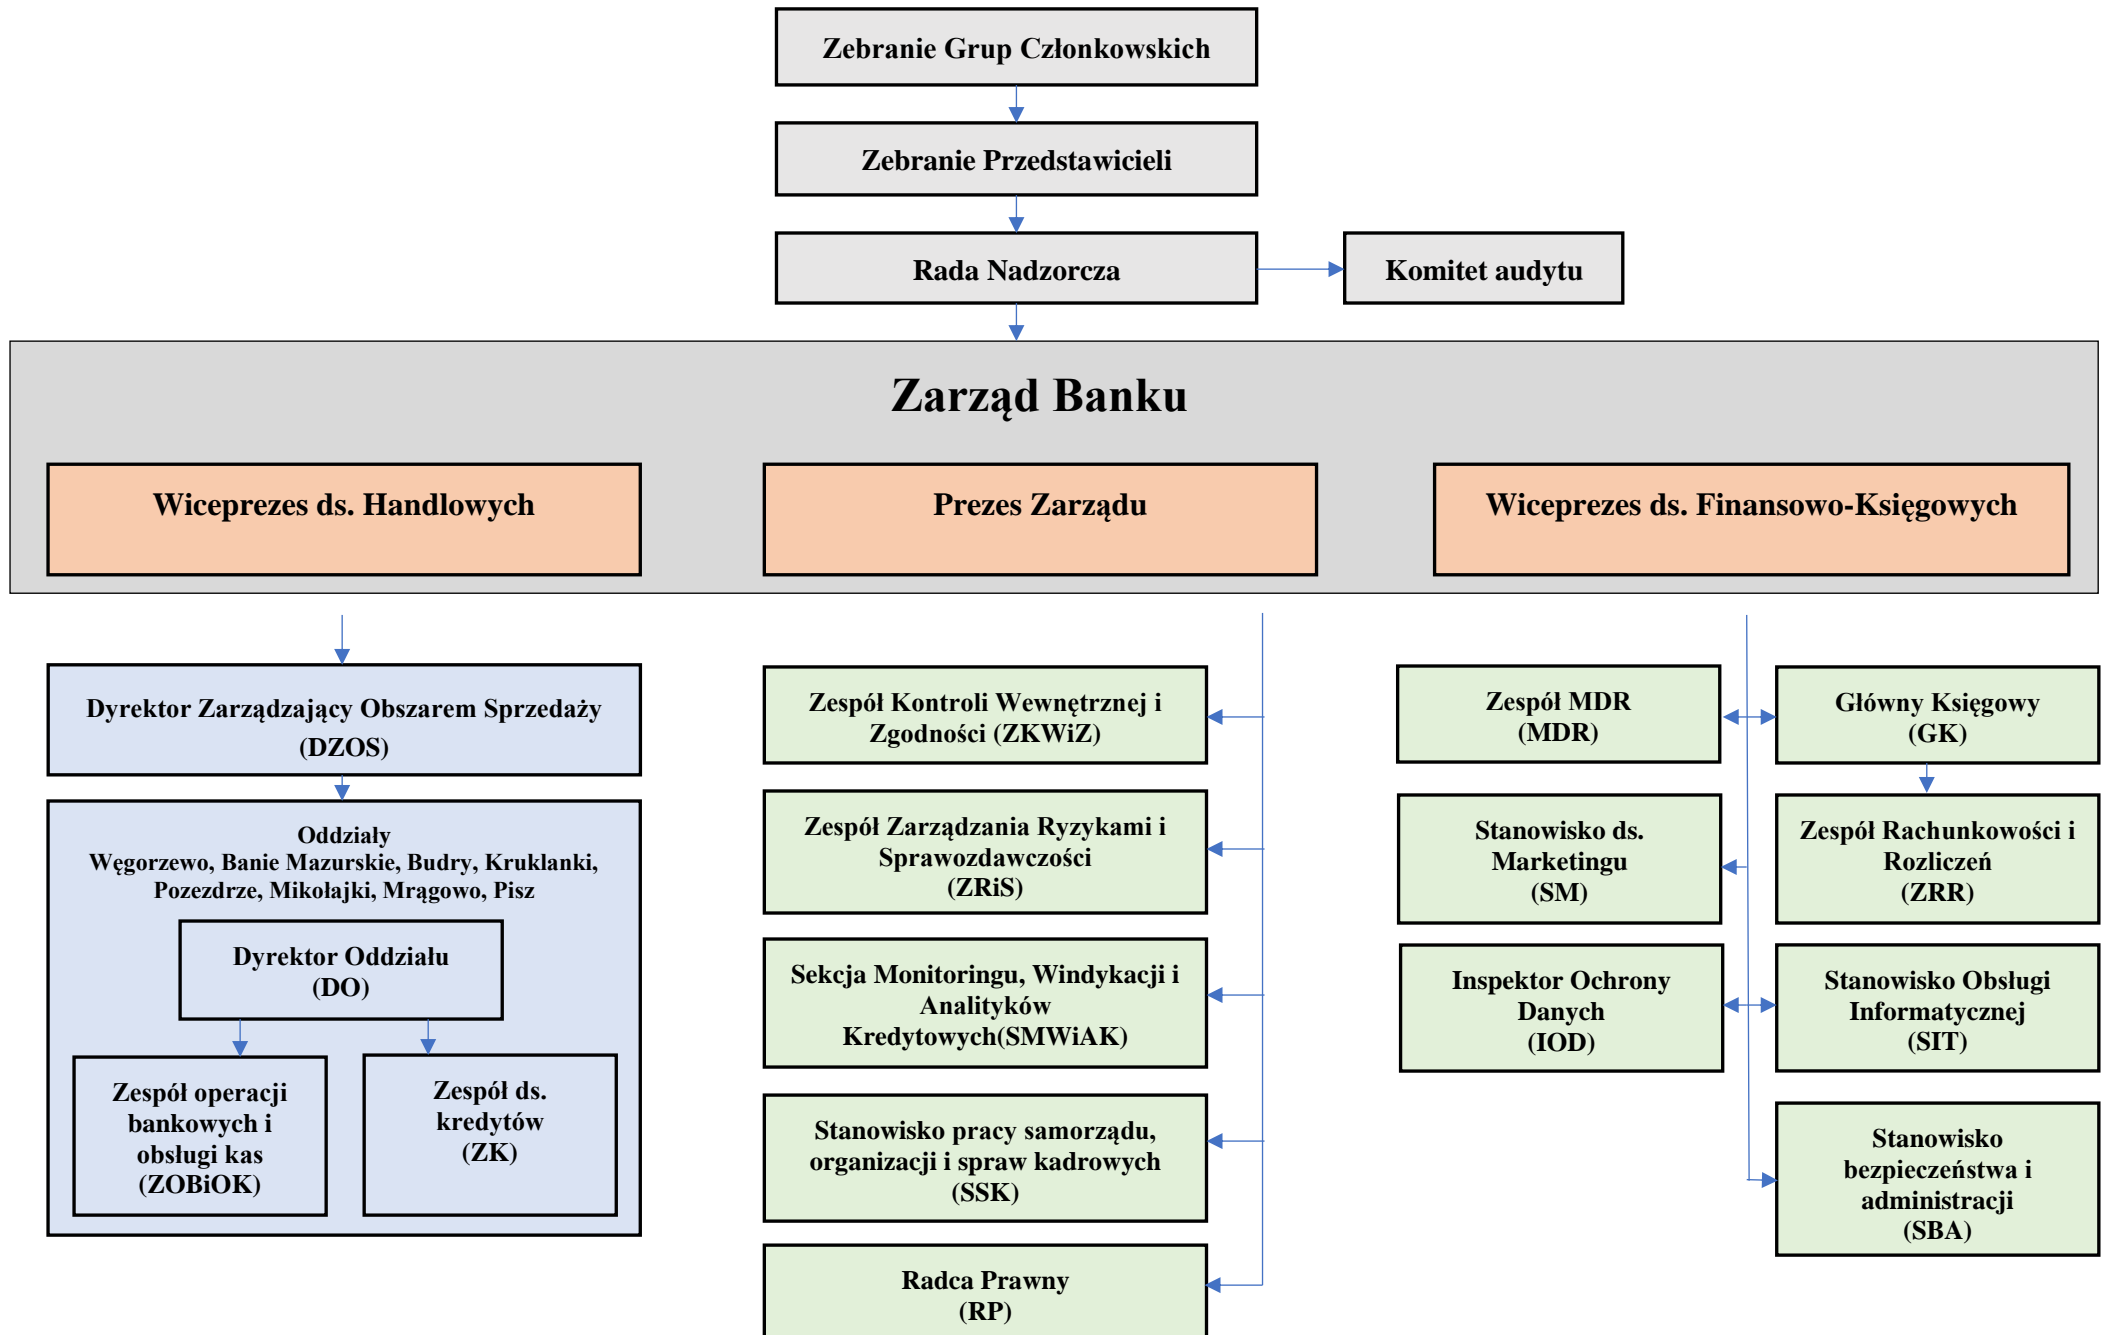 Zebranie Grup Członkowskich
Zebranie Przedstawicieli
Rada Nadzorcza
Komitet audytu
Zarząd Banku
Wiceprezes ds. Handlowych
Prezes Zarządu
Wiceprezes ds. Finansowo-Księgowych
Dyrektor Zarządzający Obszarem Sprzedaży
(DZOS)
Oddziały
Węgorzewo, Banie Mazurskie, Budry, Kruklanki,
Pozezdrze, Mikołajki, Mrągowo, Pisz
Dyrektor Oddziału
(DO)
Zespół operacji
bankowych i
obsługi kas
(ZOBiOK)
Zespół ds.
kredytów
(ZK)
Zespół Kontroli Wewnętrznej i
Zgodności (ZKWiZ)
Zespół Zarządzania Ryzykami i
Sprawozdawczości
(ZRiS)
Sekcja Monitoringu, Windykacji i
Analityków
Kredytowych(SMWiAK)
Stanowisko pracy samorządu,
organizacji i spraw kadrowych
(SSK)
Radca Prawny
(RP)
Zespół MDR
(MDR)
Główny Księgowy
(GK)
Stanowisko ds.
Marketingu
(SM)
Zespół Rachunkowości i
Rozliczeń
(ZRR)
Inspektor Ochrony
Danych
(IOD)
Stanowisko Obsługi
Informatycznej
(SIT)
Stanowisko
bezpieczeństwa i
administracji
(SBA)